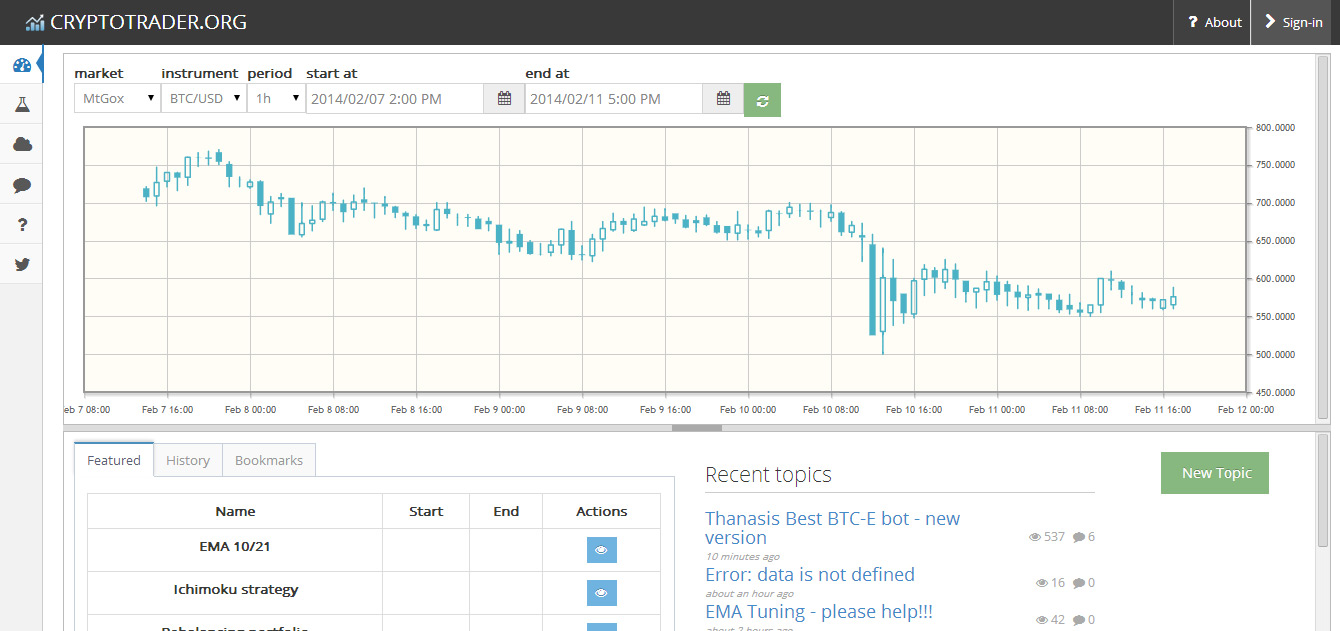 CRYPTOTRADER.ORG
? About
Sign-in
market instrument period start at end at
MtGox BTC/USD 1h 2014/02/07 2:00 PM 2014/02/11 5:00 PM
800.0000
750.0000
700.0000
650.0000
600.0000
550.0000
500.0000
450.0000
eb 7 08:00 Feb 7 16:00 Feb 8 00:00 Feb 8 08:00 Feb 8 16:00 Feb 9 00:00 Feb 9 08:00 Feb 9 16:00 Feb 10 00:00 Feb 10 08:00 Feb 10 16:00 Feb 11 00:00 Feb 11 08:00 Feb 11 16:00 Feb 12 00:00
?
Featured History Bookmarks
Name Start End Actions
EMA 10/21
Ichimoku strategy
Rebalancing portfolio
Recent topics
New Topic
Thanasis Best BTC-E bot - new
version
537 6
10 minutes ago
Error: data is not defined
16 0
about an hour ago
EMA Tuning - please help!!!
42 0
about 2 hours ago